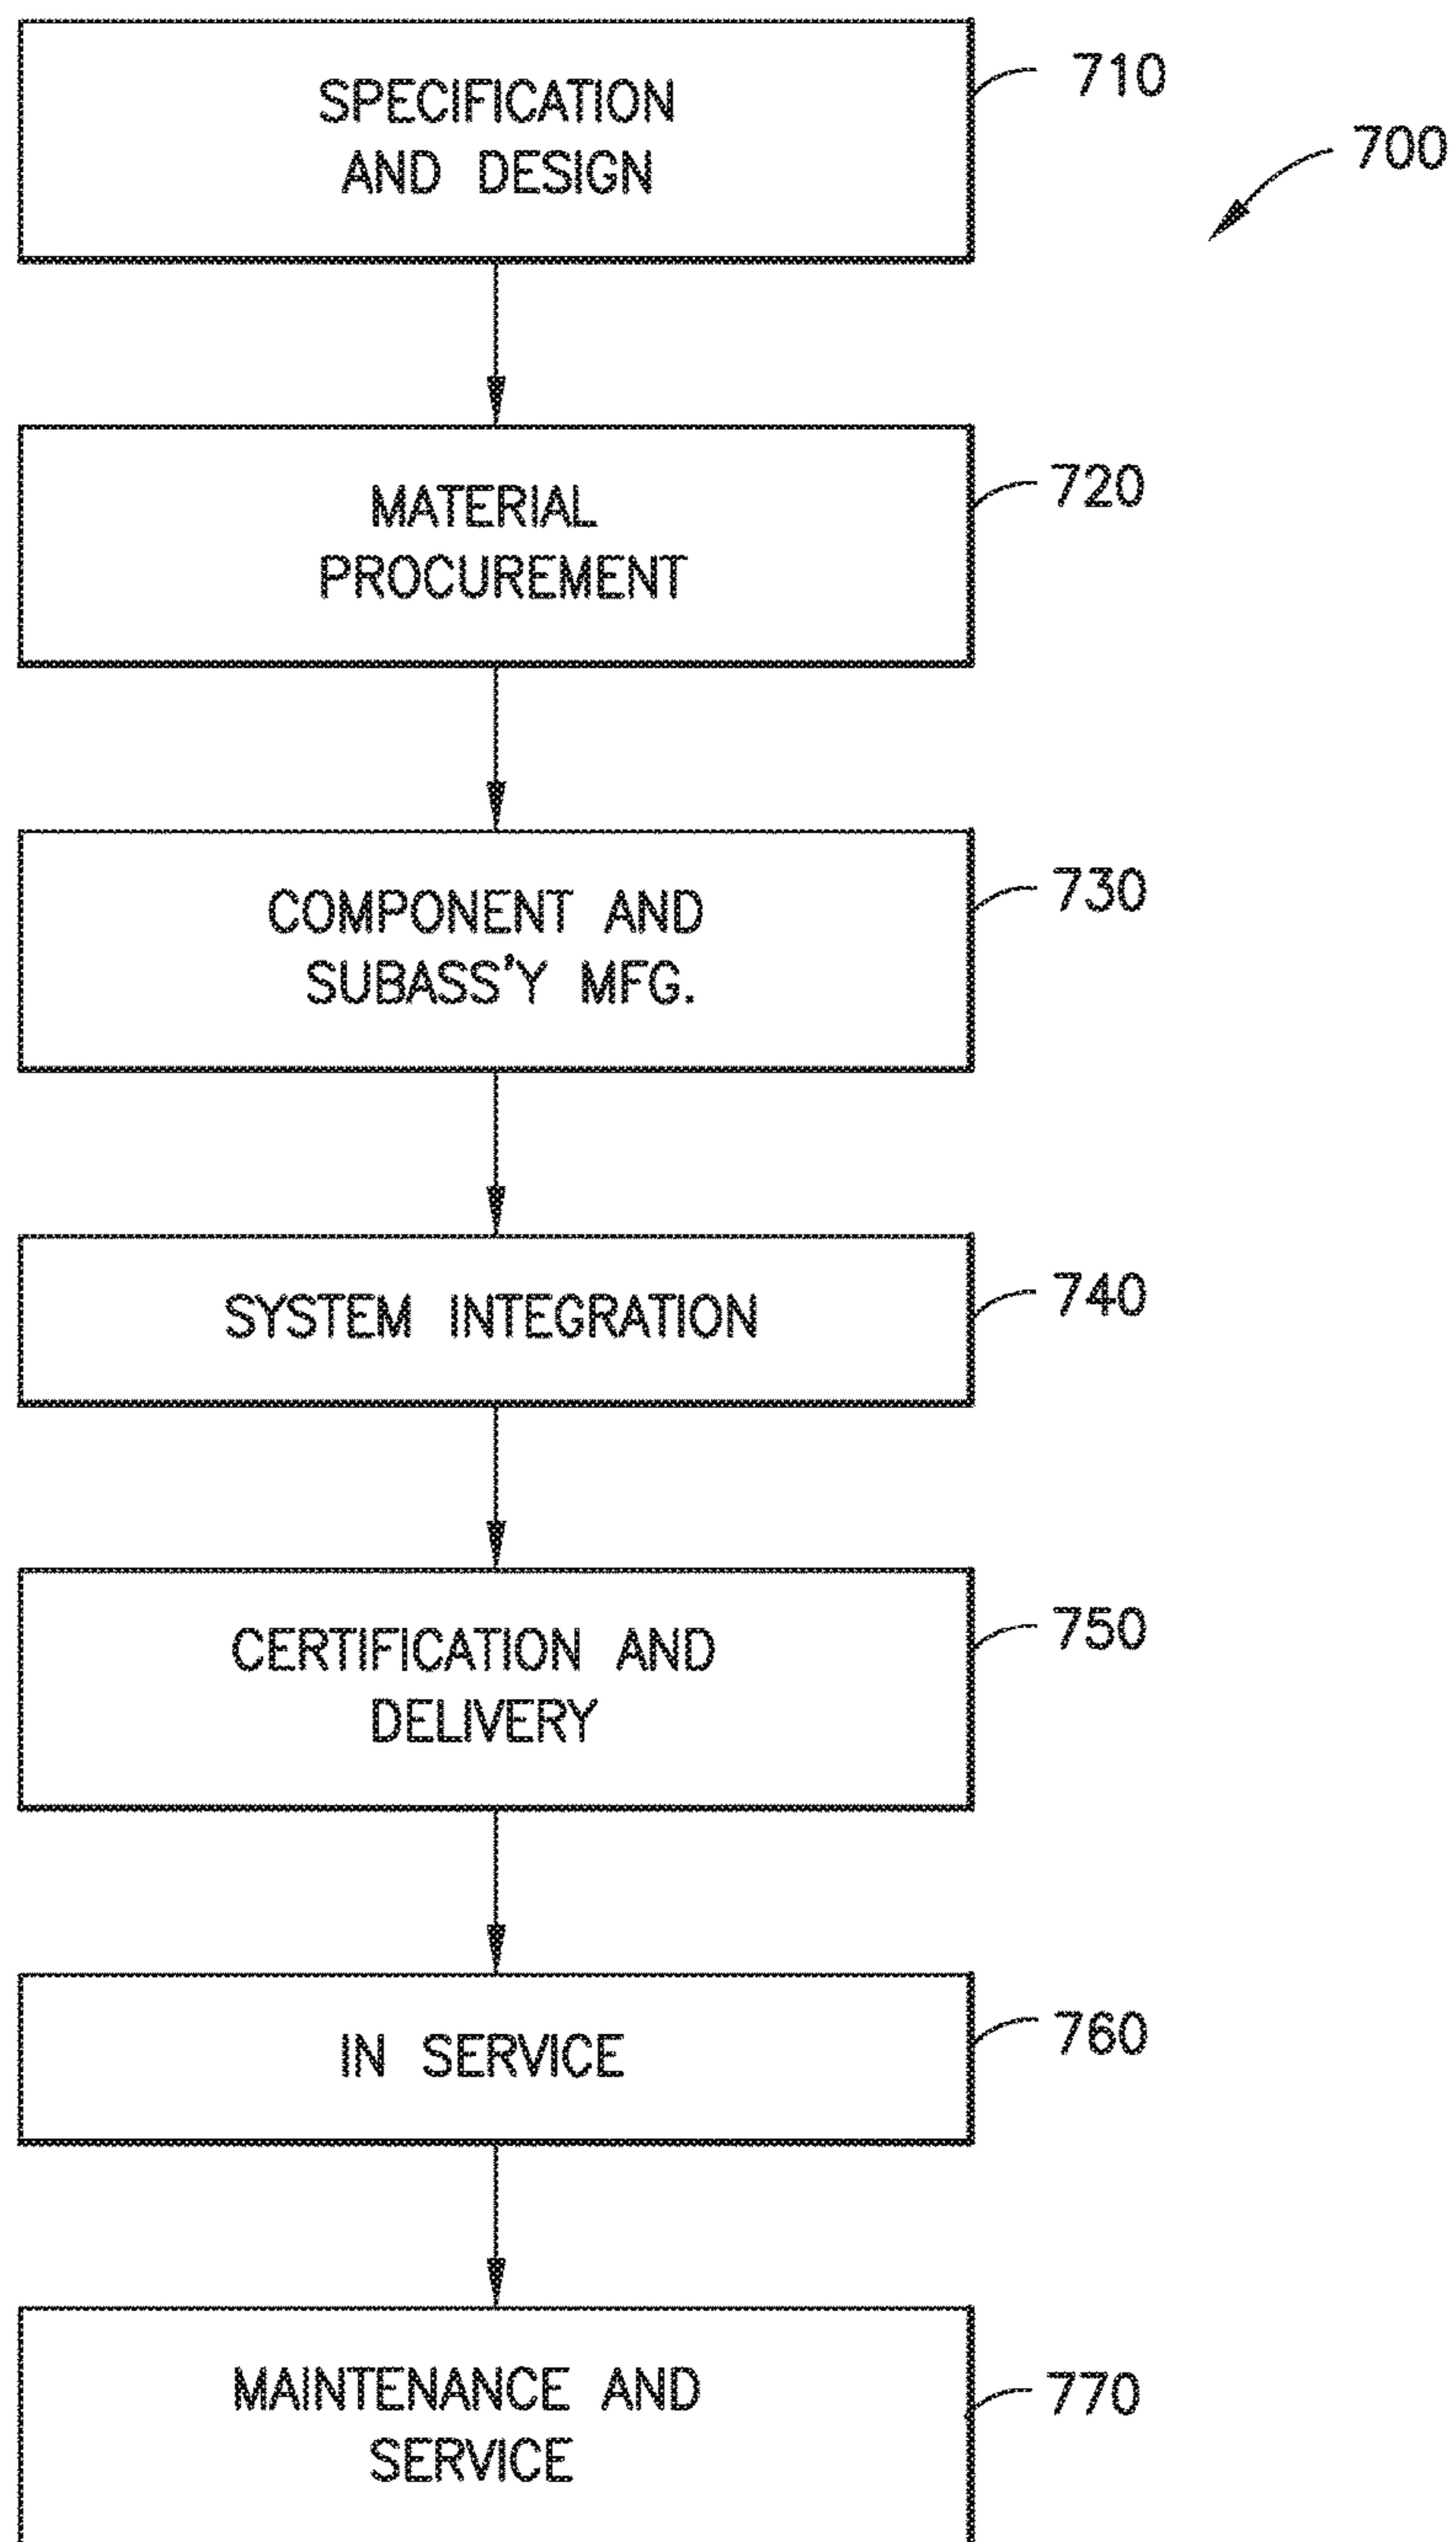 SPECIFICATION
AND DESIGN
710
700
MATERIAL
PROCUREMENT
720
COMPONENT AND
SUBASS'Y MFG.
730
SYSTEM INTEGRATION
740
CERTIFICATION AND
DELIVERY
750
IN SERVICE
760
MAINTENANCE AND
SERVICE
770